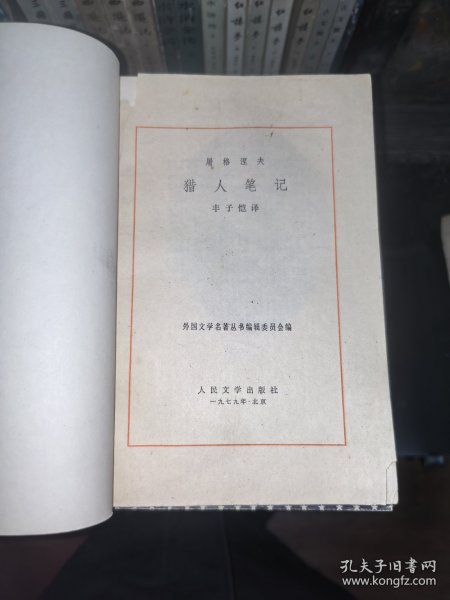 屠格涅夫
猎人笔记
丰子恺译
外国文学名著丛书编辑委员会编
人民文学出版社
一九七九年·北京
孔夫子旧书网
www.kongfz.com